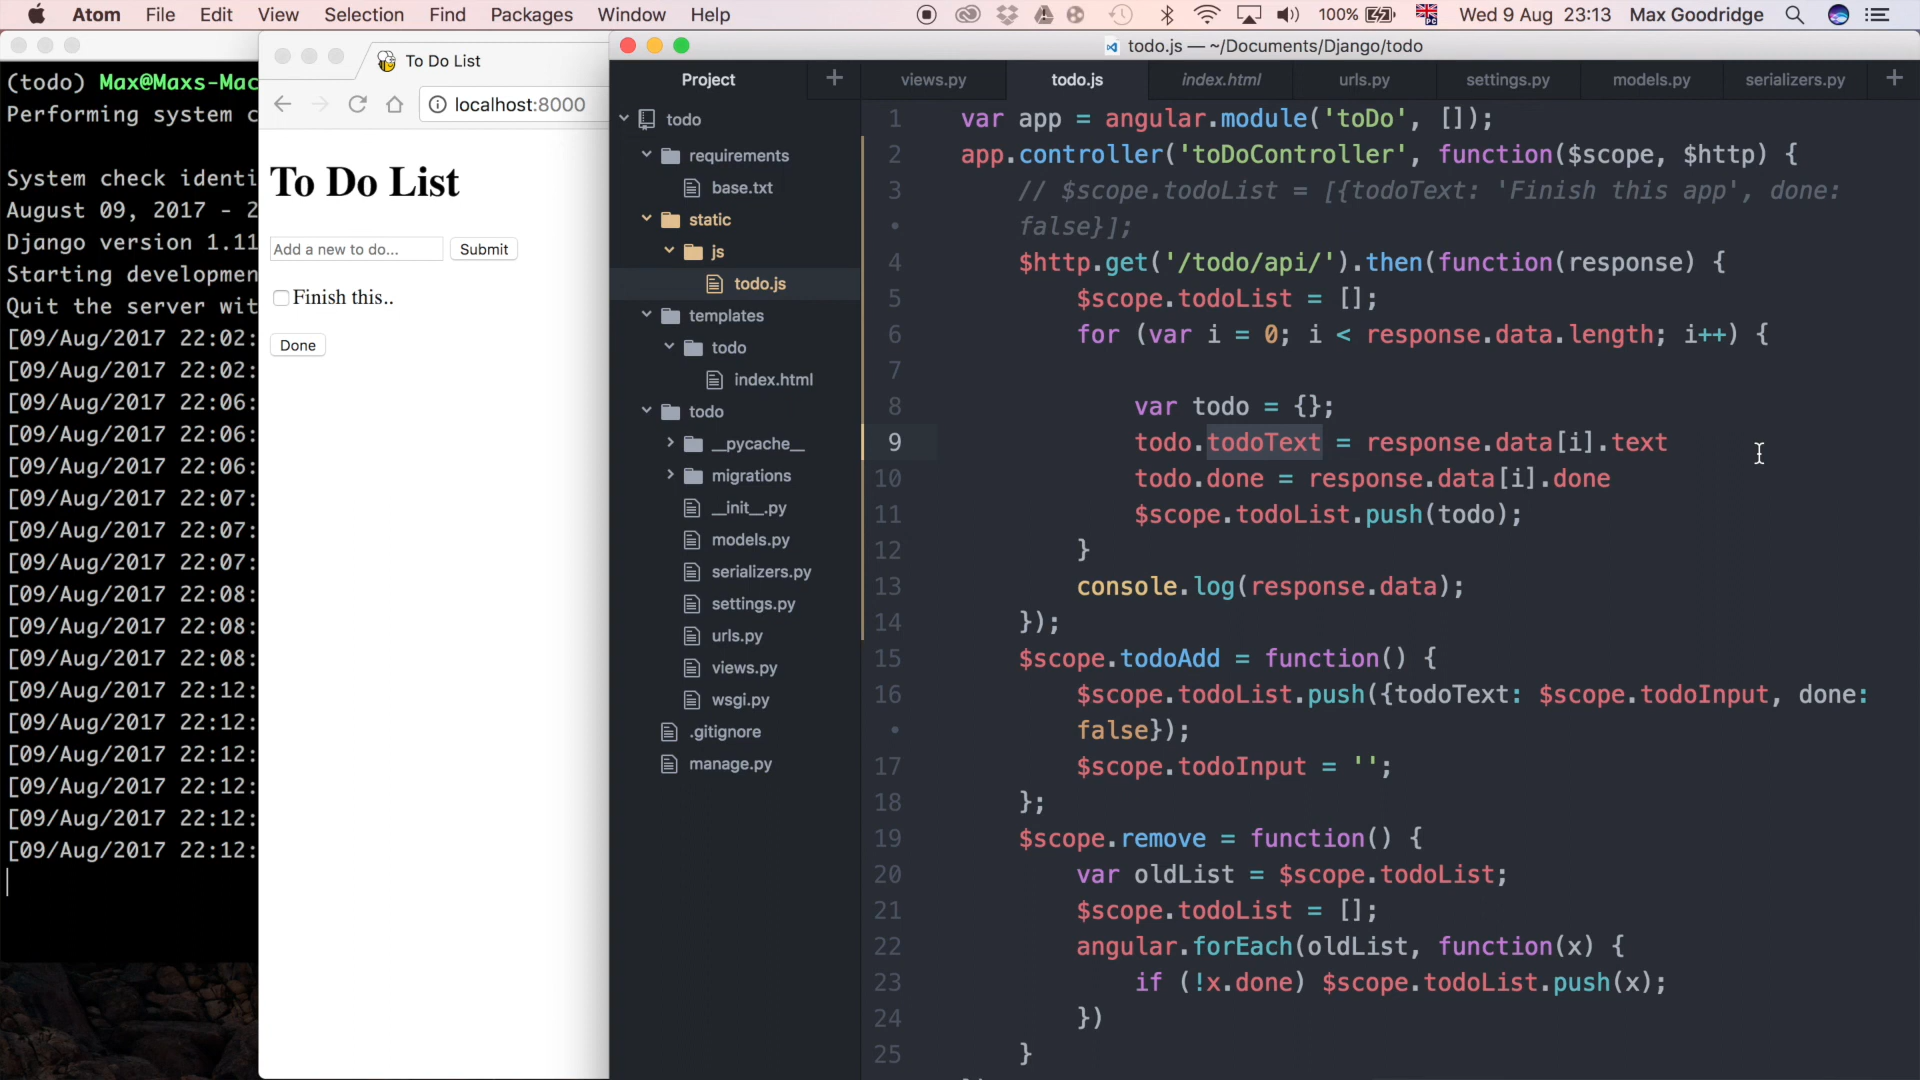 Atom File Edit View Selection Find Packages Window Help 100% Wed 9 Aug 23:13 Max Goodridge
(todo) Max@Maxs-Mac
Performing system c
System check identi
August 09, 2017 - 2
Django version 1.11
Starting developmen
Quit the server wit
[09/Aug/2017 22:02:
[09/Aug/2017 22:02:
[09/Aug/2017 22:06:
[09/Aug/2017 22:06:
[09/Aug/2017 22:06:
[09/Aug/2017 22:07:
[09/Aug/2017 22:07:
[09/Aug/2017 22:07:
[09/Aug/2017 22:08:
[09/Aug/2017 22:08:
[09/Aug/2017 22:08:
[09/Aug/2017 22:12:
[09/Aug/2017 22:12:
[09/Aug/2017 22:12:
[09/Aug/2017 22:12:
[09/Aug/2017 22:12:
[09/Aug/2017 22:12:
To Do List
localhost:8000
To Do List
Add a new to do... Submit
Finish this..
Done
todo.js — ~/Documents/Django/todo
Project
todo
requirements
base.txt
static
js
todo.js
templates
todo
index.html
todo
__pycache__
migrations
__init__.py
models.py
serializers.py
settings.py
urls.py
views.py
wsgi.py
.gitignore
manage.py
views.py todo.js index.html urls.py settings.py models.py serializers.py
1 var app = angular.module('toDo', []);
2 app.controller('toDoController', function($scope, $http) {
3 // $scope.todoList = [{todoText: 'Finish this app', done:
• false}];
4 $http.get('/todo/api/').then(function(response) {
5 $scope.todoList = [];
6 for (var i = 0; i < response.data.length; i++) {
7
8 var todo = {};
9 todo.todoText = response.data[i].text
10 todo.done = response.data[i].done
11 $scope.todoList.push(todo);
12 }
13 console.log(response.data);
14 });
15 $scope.todoAdd = function() {
16 $scope.todoList.push({todoText: $scope.todoInput, done:
• false});
17 $scope.todoInput = '';
18 };
19 $scope.remove = function() {
20 var oldList = $scope.todoList;
21 $scope.todoList = [];
22 angular.forEach(oldList, function(x) {
23 if (!x.done) $scope.todoList.push(x);
24 })
25 }